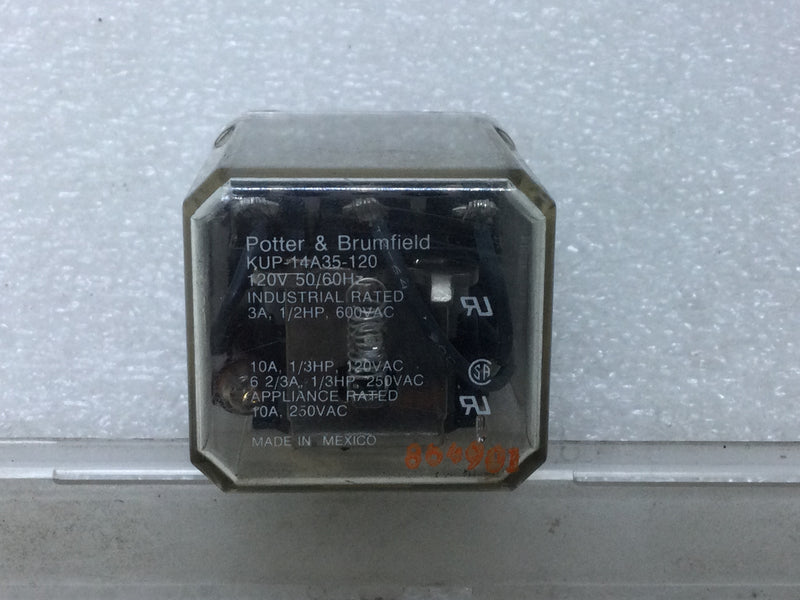 Potter & Brumfield
KUP-14A35-120
120V 50/60Hz
INDUSTRIAL RATED
3A, 1/2HP, 600VAC
10A, 1/3HP, 120VAC
6 2/3A, 1/3HP, 250VAC
APPLIANCE RATED
10A, 250VAC
MADE IN MEXICO